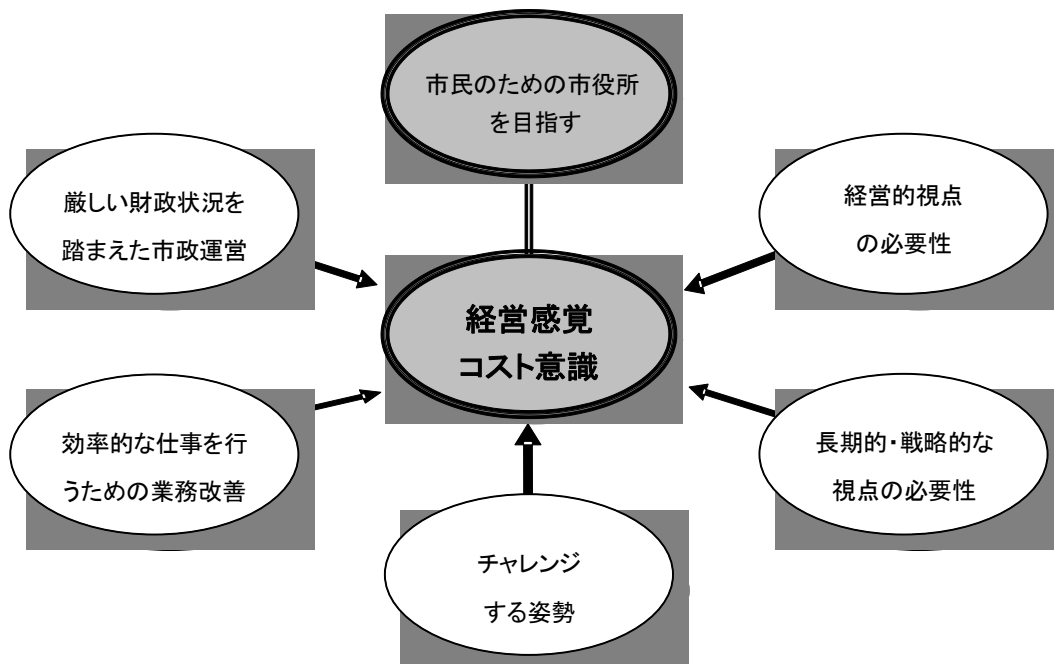 市民のための市役所
を目指す
厳しい財政状況を
踏まえた市政運営
経営的視点
の必要性
経営感覚
コスト意識
効率的な仕事を行
うための業務改善
長期的・戦略的な
視点の必要性
チャレンジ
する姿勢